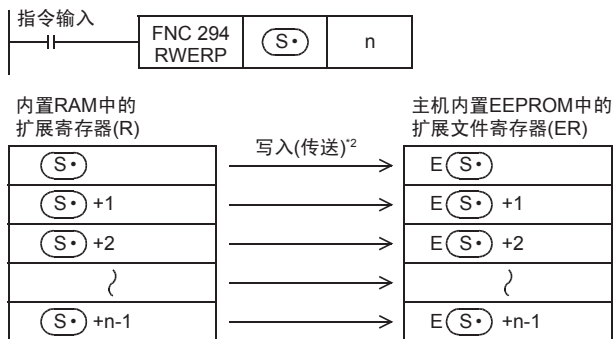 指令输入
FNC 294
RWERP
S•
n
内置RAM中的
扩展寄存器(R)
主机内置EEPROM中的
扩展文件寄存器(ER)
写入(传送)*2
S•
E S•
S• +1
E S• +1
S• +2
E S• +2
S• +n-1
E S• +n-1